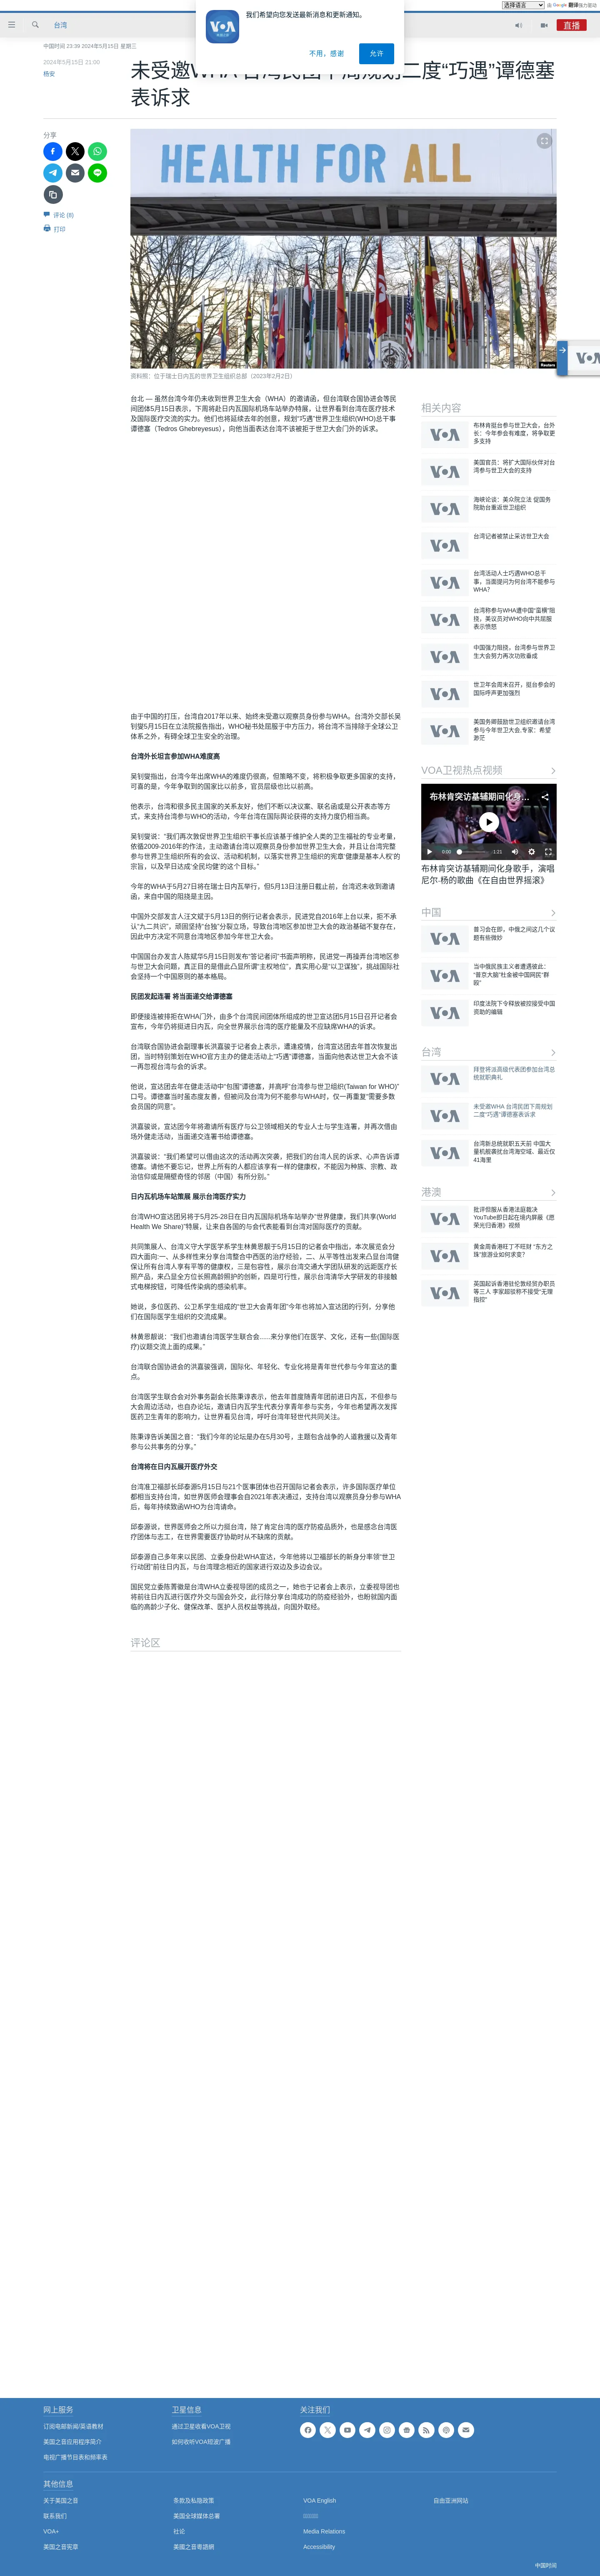 选择语言
由 Google 翻译强力驱动
我们希望向您发送最新消息和更新通知。
不用，感谢
允许
台湾
直播
中国时间 23:39 2024年5月15日 星期三
2024年5月15日 21:00
杨安
未受邀WHA 台湾民团下周规划二度“巧遇”谭德塞
表诉求
分享
评论 (8)
打印
HEALTH FOR ALL
Reuters
资料照：位于瑞士日内瓦的世界卫生组织总部（2023年2月2日）
台北 — 虽然台湾今年仍未收到世界卫生大会（WHA）的邀请函，但台湾联合国协进会等民
间团体5月15日表示，下周将赴日内瓦国际机场车站举办特展，让世界看到台湾在医疗技术
及国际医疗交流的实力。他们也将延续去年的创意，规划“巧遇”世界卫生组织(WHO)总干事
谭德塞（Tedros Ghebreyesus），向他当面表达台湾不该被拒于世卫大会门外的诉求。
由于中国的打压，台湾自2017年以来、始终未受邀以观察员身份参与WHA。台湾外交部长吴
钊燮5月15日在立法院报告指出，WHO秘书处屈服于中方压力，将台湾不当排除于全球公卫
体系之外，有碍全球卫生安全的治理。
台湾外长坦言参加WHA难度高
吴钊燮指出，台湾今年出席WHA的难度仍很高，但策略不变，将积极争取更多国家的支持，
可喜的是，今年争取到的国家比以前多，官员层级也比以前高。
他表示，台湾和很多民主国家的关系友好，他们不断以决议案、联名函或是公开表态等方
式，来支持台湾参与WHO的活动，今年台湾在国际舆论获得的支持力度仍相当高。
吴钊燮说：“我们再次敦促世界卫生组织干事长应该基于维护全人类的卫生福祉的专业考量，
依循2009-2016年的作法，主动邀请台湾以观察员身份参加世界卫生大会，并且让台湾完整
参与世界卫生组织所有的会议、活动和机制，以落实世界卫生组织的宪章‘健康是基本人权’的
宗旨，以及早日达成‘全民均健’的这个目标。”
今年的WHA于5月27日将在瑞士日内瓦举行，但5月13日注册日截止前，台湾迟未收到邀请
函，来自中国的阻挠是主因。
中国外交部发言人汪文斌于5月13日的例行记者会表示，民进党自2016年上台以来，拒不承
认“九二共识”，顽固坚持“台独”分裂立场，导致台湾地区参加世卫大会的政治基础不复存在，
因此中方决定不同意台湾地区参加今年世卫大会。
中国国台办发言人陈斌华5月15日则发布“答记者问”书面声明称，民进党一再操弄台湾地区参
与世卫大会问题，真正目的是借此凸显所谓“主权地位”，真实用心是“以卫谋独”，挑战国际社
会坚持一个中国原则的基本格局。
民团发起连署 将当面递交给谭德塞
即便接连被排拒在WHA门外，由多个台湾民间团体所组成的世卫宣达团5月15日召开记者会
宣布，今年仍将挺进日内瓦，向全世界展示台湾的医疗能量及不应缺席WHA的诉求。
台湾联合国协进会副理事长洪嘉骏于记者会上表示，遭逢疫情，台湾宣达团去年首次恢复出
团，当时特别策划在WHO官方主办的健走活动上“巧遇”谭德塞，当面向他表达世卫大会不该
一再忽视台湾与会的诉求。
他说，宣达团去年在健走活动中“包围”谭德塞，并高呼“台湾参与世卫组织(Taiwan for WHO)”
口号。谭德塞当时虽态度友善，但被问及台湾为何不能参与WHA时，仅一再重复“需要多数
会员国的同意”。
洪嘉骏说，宣达团今年将邀请所有医疗与公卫领域相关的专业人士与学生连署，并再次借由
场外健走活动，当面递交连署书给谭德塞。
洪嘉骏说：“我们希望可以借由这次的活动再次突袭，把我们的台湾人民的诉求、心声告诉谭
德塞。请他不要忘记，世界上所有的人都应该享有一样的健康权，不能因为种族、宗教、政
治信仰或是隔壁奇怪的邻居（中国）有所分别。”
日内瓦机场车站策展 展示台湾医疗实力
台湾WHO宣达团另将于5月25-28日在日内瓦国际机场车站举办“世界健康，我们共享(World
Health We Share)”特展，让来自各国的与会代表能看到台湾对国际医疗的贡献。
共同策展人、台湾义守大学医学系学生林黄思靓于5月15日的记者会中指出，本次展览会分
四大面向:一、从多样性来分享台湾整合中西医的治疗经验，二、从平等性出发来凸显台湾健
保让所有台湾人享有平等的健康权，三是包容性，展示台湾交通大学团队研发的远距医疗长
照产品，来凸显全方位长照高龄照护的创新，四是可行性，展示台湾清华大学研发的非接触
式电梯按钮，可降低传染病的感染机率。
她说，多位医药、公卫系学生组成的“世卫大会青年团”今年也将加入宣达团的行列，分享他
们在国际医学生组织的交流成果。
林黄思靓说：“我们也邀请台湾医学生联合会......来分享他们在医学、文化，还有一些(国际医
疗)议题交流上面的成果。”
台湾联合国协进会的洪嘉骏强调，国际化、年轻化、专业化将是青年世代参与今年宣达的重
点。
台湾医学生联合会对外事务副会长陈秉谆表示，他去年首度随青年团前进日内瓦，不但参与
大会周边活动，也自办论坛，邀请日内瓦学生代表分享青年参与实务，今年也希望再次发挥
医药卫生青年的影响力，让世界看见台湾，呼吁台湾年轻世代共同关注。
陈秉谆告诉美国之音：“我们今年的论坛是办在5月30号，主题包含战争的人道救援以及青年
参与公共事务的分享。”
台湾将在日内瓦展开医疗外交
台湾准卫福部长邱泰源5月15日与21个医事团体也召开国际记者会表示，许多国际医疗单位
都相当支持台湾，如世界医师会理事会自2021年表决通过，支持台湾以观察员身分参与WHA
后，每年持续致函WHO为台湾请命。
邱泰源说，世界医师会之所以力挺台湾，除了肯定台湾的医疗防疫品质外，也是感念台湾医
疗团体与志工，在世界需要医疗协助时从不缺席的贡献。
邱泰源自己多年来以民团、立委身份赴WHA宣达，今年他将以卫福部长的新身分率领“世卫
行动团”前往日内瓦，与台湾理念相近的国家进行双边及多边会议。
国民党立委陈菁徽是台湾WHA立委视导团的成员之一，她也于记者会上表示，立委视导团也
将前往日内瓦进行医疗外交与国会外交，此行除分享台湾成功的防疫经验外，也盼就国内面
临的高龄少子化、健保改革、医护人员权益等挑战，向国外取经。
评论区
相关内容
布林肯挺台参与世卫大会，台外长：今年参会有难度，将争取更多支持
美国官员：将扩大国际伙伴对台湾参与世卫大会的支持
海峡论谈：美众院立法 促国务院助台重返世卫组织
台湾记者被禁止采访世卫大会
台湾活动人士巧遇WHO总干事，当面提问为何台湾不能参与WHA?
台湾称参与WHA遭中国“蛮横”阻挠，美议员对WHO向中共屈服表示愤怒
中国强力阻挠，台湾参与世界卫生大会努力再次功败垂成
世卫年会周末召开，挺台参会的国际呼声更加强烈
美国务卿鼓励世卫组织邀请台湾参与今年世卫大会,专家：希望渺茫
VOA卫视热点视频
布林肯突访基辅期间化身...
0:00
1:21
布林肯突访基辅期间化身歌手，演唱
尼尔·杨的歌曲《在自由世界摇滚》
中国
普习会在即，中俄之间这几个议题有些微妙
当中俄民族主义者遭遇彼此: “普京大脑”杜金被中国网民“群殴”
印度法院下令释放被控接受中国资助的编辑
台湾
拜登将派高级代表团参加台湾总统就职典礼
未受邀WHA 台湾民团下周规划二度“巧遇”谭德塞表诉求
台湾新总统就职五天前 中国大量机舰袭扰台湾海空域、最近仅41海里
港澳
批评但服从香港法庭裁决 YouTube即日起在境内屏蔽《愿荣光归香港》视频
黄金周香港旺丁不旺财 “东方之珠”旅游业如何求变?
英国起诉香港驻伦敦经贸办职员等三人 李家超驳称不接受“无理指控”
网上服务
订阅电邮新闻/英语教材
美国之音应用程序简介
电视广播节目表和频率表
卫星信息
通过卫星收看VOA卫视
如何收听VOA短波广播
关注我们
其他信息
关于美国之音
联系我们
VOA+
美国之音宪章
条款及私隐政策
美国全球媒体总署
社论
美國之音粵語網
VOA English
Media Relations
Accessibility
自由亚洲网站
中国时间